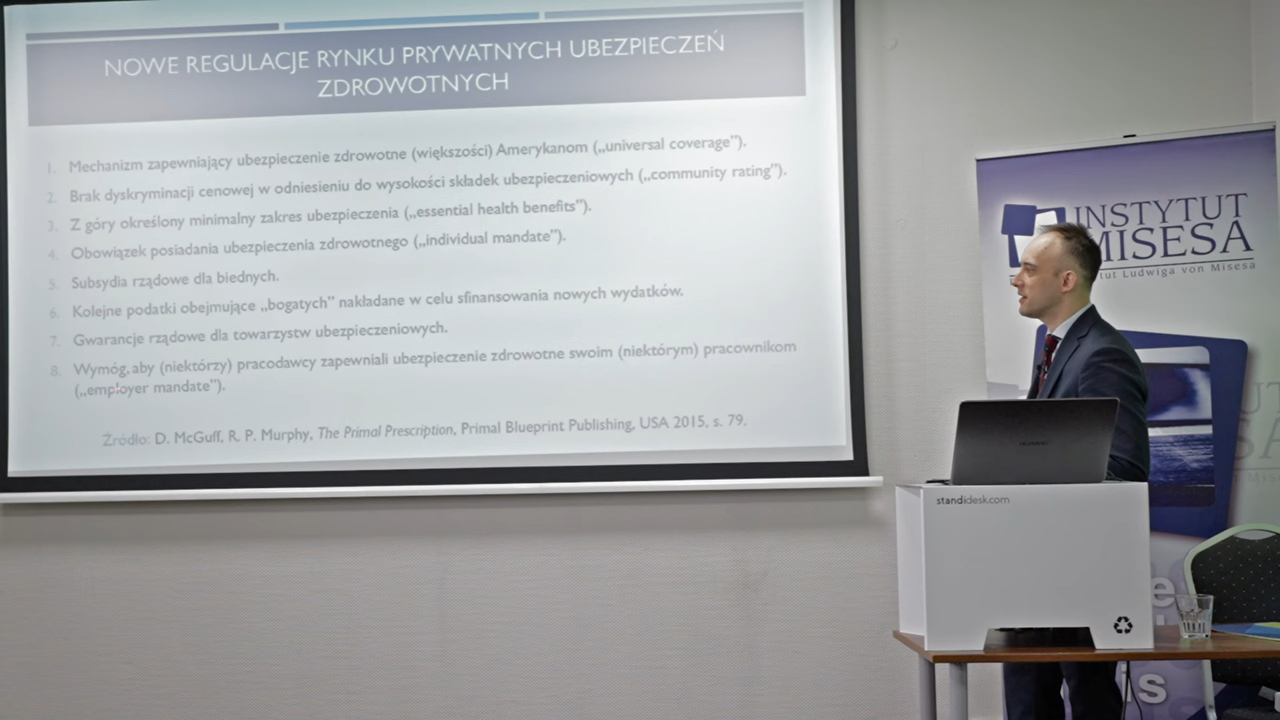 NOWE REGULACJE RYNKU PRYWATNYCH UBEZPIECZEŃ
ZDROWOTNYCH
1. Mechanizm zapewniający ubezpieczenie zdrowotne (większości) Amerykanom („universal coverage”).
2. Brak dyskryminacji cenowej w odniesieniu do wysokości składek ubezpieczeniowych („community rating”).
3. Z góry określony minimalny zakres ubezpieczenia („essential health benefits”).
4. Obowiązek posiadania ubezpieczenia zdrowotnego („individual mandate”).
5. Subsydia rządowe dla biednych.
6. Kolejne podatki obejmujące „bogatych” nakładane w celu sfinansowania nowych wydatków.
7. Gwarancje rządowe dla towarzystw ubezpieczeniowych.
8. Wymóg, aby (niektórzy) pracodawcy zapewniali ubezpieczenie zdrowotne swoim (niektórym) pracownikom
(„employer mandate”).
Źródło: D. McGuff, R. P. Murphy, The Primal Prescription, Primal Blueprint Publishing, USA 2015, s. 79.
INSTYTUT
MISESA
Ludwiga von Misesa
HUAWEI
standidesk.com
is